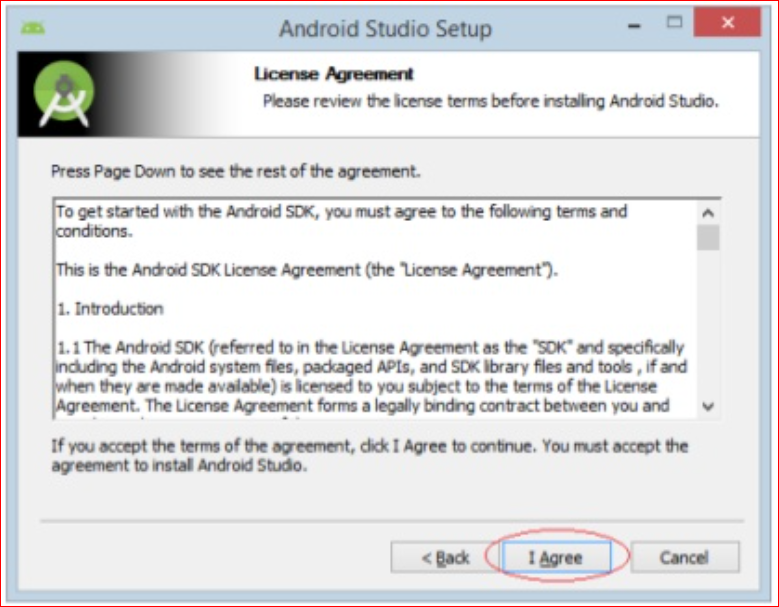 Android Studio Setup
License Agreement
Please review the license terms before installing Android Studio.
Press Page Down to see the rest of the agreement.
To get started with the Android SDK, you must agree to the following terms and
conditions.
This is the Android SDK License Agreement (the "License Agreement").
1. Introduction
1.1 The Android SDK (referred to in the License Agreement as the "SDK" and specifically
including the Android system files, packaged APIs, and SDK library files and tools , if and
when they are made available) is licensed to you subject to the terms of the License
Agreement. The License Agreement forms a legally binding contract between you and
If you accept the terms of the agreement, click I Agree to continue. You must accept the
agreement to install Android Studio.
< Back
I Agree
Cancel